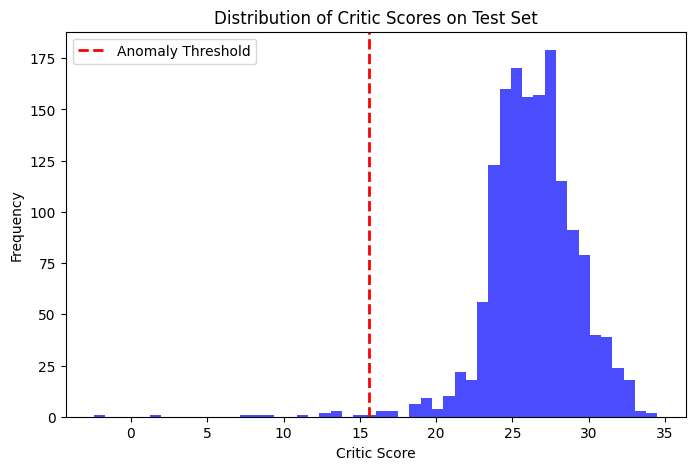 Distribution of Critic Scores on Test Set
Anomaly Threshold
Frequency
175
150
125
100
75
50
25
0
0 5 10 15 20 25 30 35
Critic Score